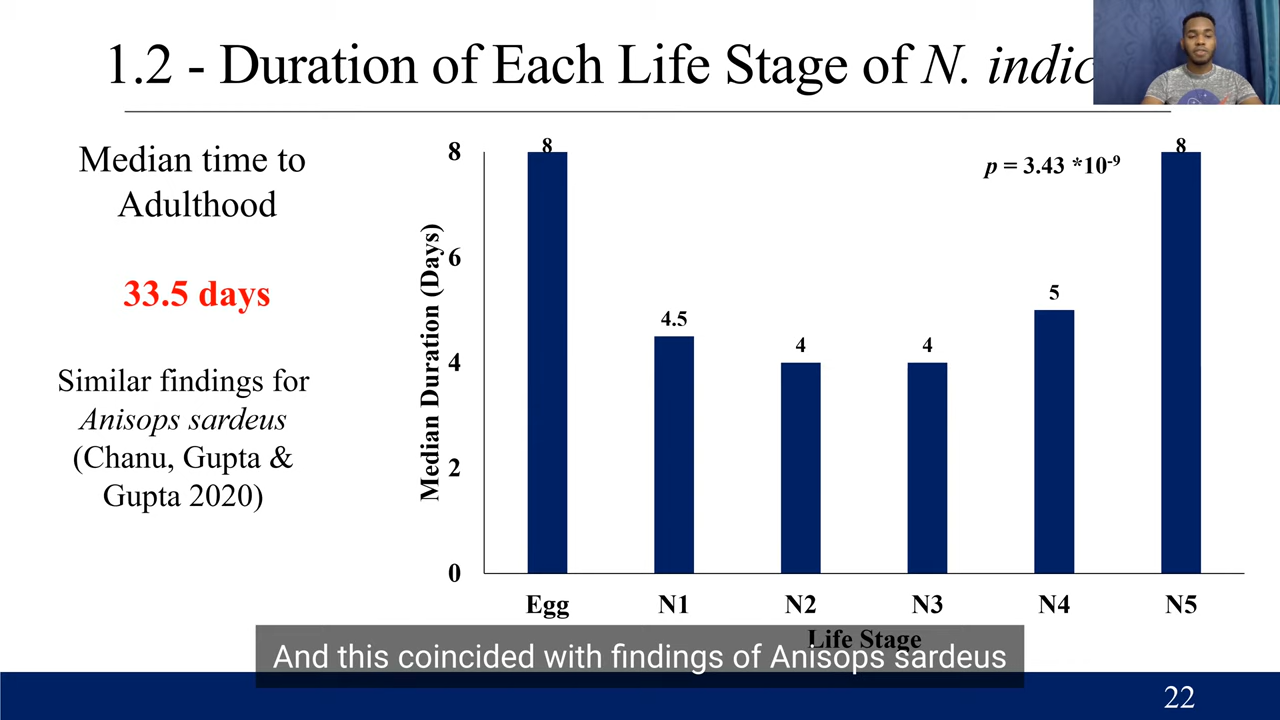 1.2 - Duration of Each Life Stage of N. indic
Median time to
Adulthood
33.5 days
Similar findings for
Anisops sardeus
(Chanu, Gupta &
Gupta 2020)
Median Duration (Days)
8
6
4
2
0
8
4.5
4
4
5
8
p = 3.43 *10-9
Egg N1 N2 N3 N4 N5
Life Stage
And this coincided with findings of Anisops sardeus
22